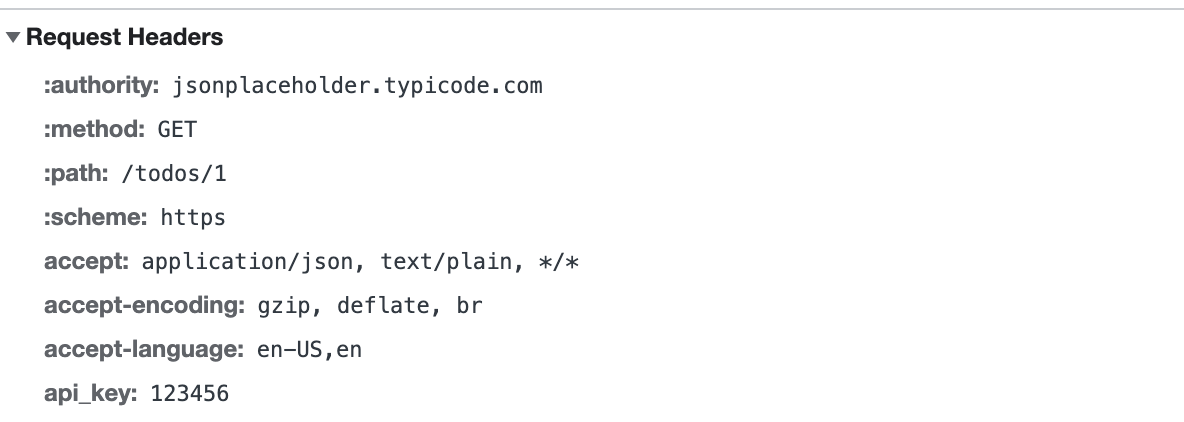 Request Headers
:authority: jsonplaceholder.typicode.com
:method: GET
:path: /todos/1
:scheme: https
accept: application/json, text/plain, */*
accept-encoding: gzip, deflate, br
accept-language: en-US,en
api_key: 123456